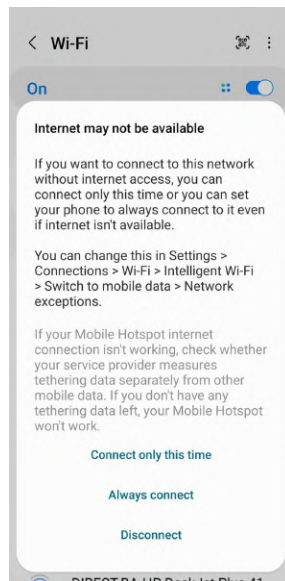 Wi-Fi
On
Internet may not be available
If you want to connect to this network
without internet access, you can
connect only this time or you can set
your phone to always connect to it even
if internet isn't available.
You can change this in Settings >
Connections > Wi-Fi > Intelligent Wi-Fi
> Switch to mobile data > Network
exceptions.
If your Mobile Hotspot internet
connection isn't working, check whether
your service provider measures
tethering data separately from other
mobile data. If you don't have any
tethering data left, your Mobile Hotspot
won't work.
Connect only this time
Always connect
Disconnect